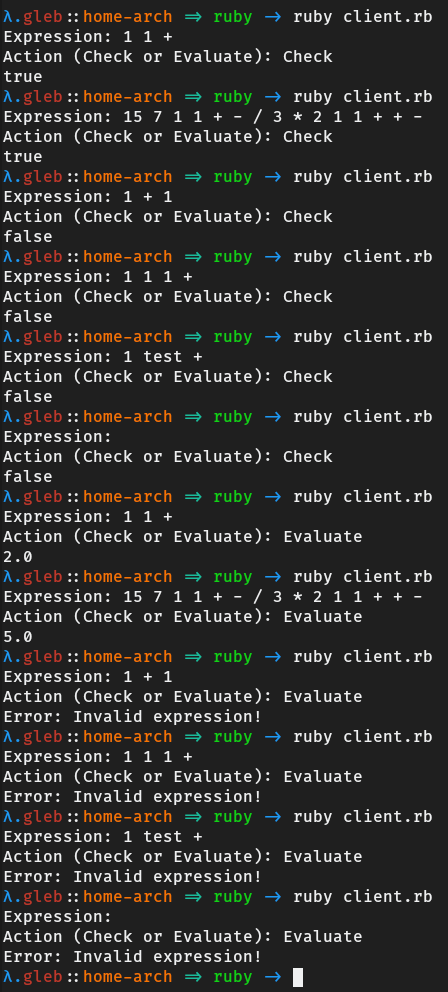 λ.gleb::home-arch ⇒ ruby → ruby client.rb
Expression: 1 1 +
Action (Check or Evaluate): Check
true
λ.gleb::home-arch ⇒ ruby → ruby client.rb
Expression: 15 7 1 1 + - / 3 * 2 1 1 + + -
Action (Check or Evaluate): Check
true
λ.gleb::home-arch ⇒ ruby → ruby client.rb
Expression: 1 + 1
Action (Check or Evaluate): Check
false
λ.gleb::home-arch ⇒ ruby → ruby client.rb
Expression: 1 1 1 +
Action (Check or Evaluate): Check
false
λ.gleb::home-arch ⇒ ruby → ruby client.rb
Expression: 1 test +
Action (Check or Evaluate): Check
false
λ.gleb::home-arch ⇒ ruby → ruby client.rb
Expression:
Action (Check or Evaluate): Check
false
λ.gleb::home-arch ⇒ ruby → ruby client.rb
Expression: 1 1 +
Action (Check or Evaluate): Evaluate
2.0
λ.gleb::home-arch ⇒ ruby → ruby client.rb
Expression: 15 7 1 1 + - / 3 * 2 1 1 + + -
Action (Check or Evaluate): Evaluate
5.0
λ.gleb::home-arch ⇒ ruby → ruby client.rb
Expression: 1 + 1
Action (Check or Evaluate): Evaluate
Error: Invalid expression!
λ.gleb::home-arch ⇒ ruby → ruby client.rb
Expression: 1 1 1 +
Action (Check or Evaluate): Evaluate
Error: Invalid expression!
λ.gleb::home-arch ⇒ ruby → ruby client.rb
Expression: 1 test +
Action (Check or Evaluate): Evaluate
Error: Invalid expression!
λ.gleb::home-arch ⇒ ruby → ruby client.rb
Expression:
Action (Check or Evaluate): Evaluate
Error: Invalid expression!
λ.gleb::home-arch ⇒ ruby →